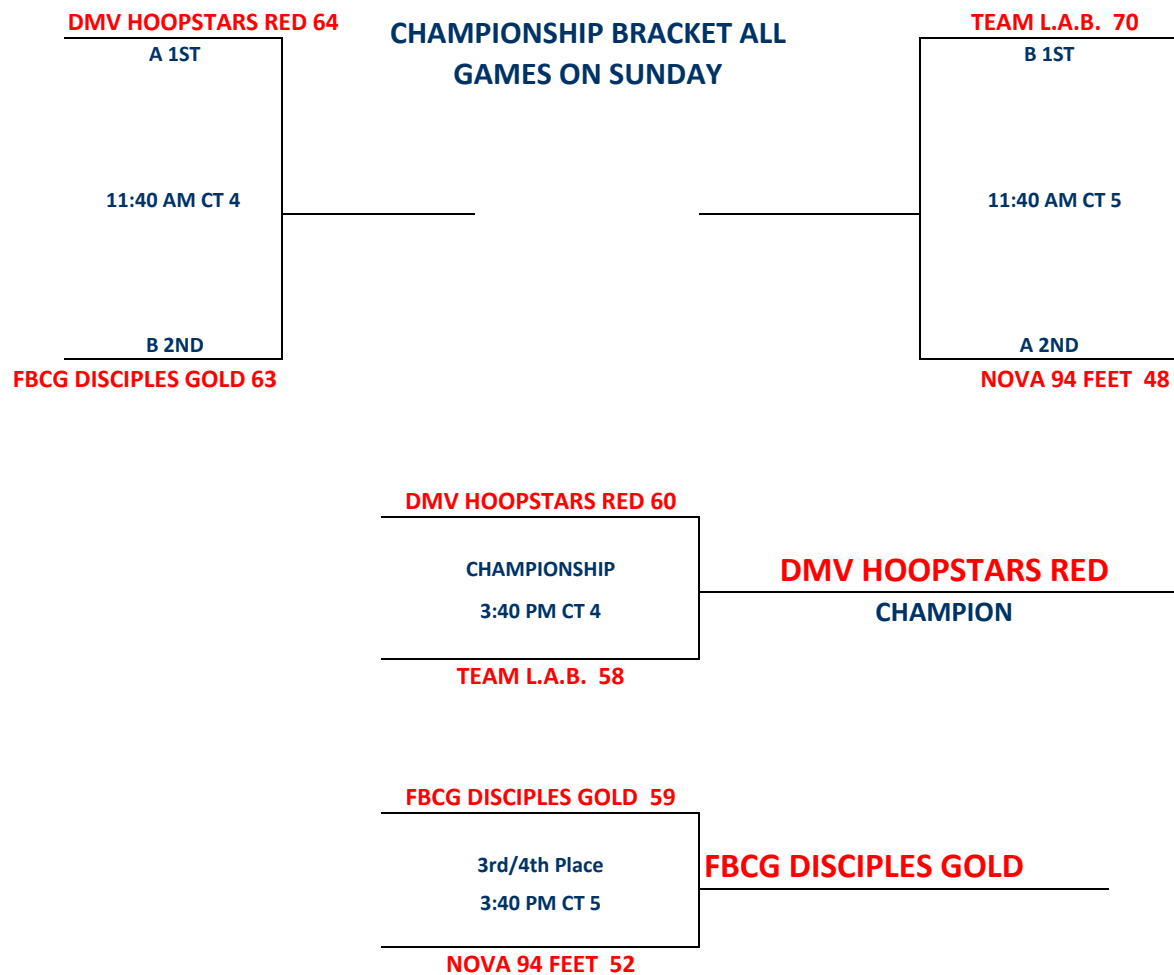 DMV HOOPSTARS RED 64
A 1ST
11:40 AM CT 4
B 2ND
FBCG DISCIPLES GOLD 63
CHAMPIONSHIP BRACKET ALL
GAMES ON SUNDAY
TEAM L.A.B.  70
B 1ST
11:40 AM CT 5
A 2ND
NOVA 94 FEET  48
DMV HOOPSTARS RED 60
CHAMPIONSHIP
3:40 PM CT 4
TEAM L.A.B.  58
DMV HOOPSTARS RED
CHAMPION
FBCG DISCIPLES GOLD  59
3rd/4th Place
3:40 PM CT 5
NOVA 94 FEET  52
FBCG DISCIPLES GOLD